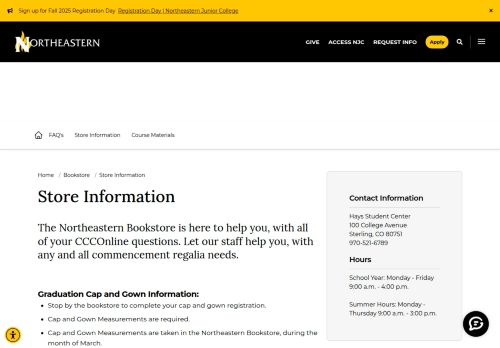 Sign up for Fall 2025 Registration Day Registration Day | Northeastern Junior College ×
NORTHEASTERN
GIVE ACCESS NJC REQUEST INFO Apply
FAQ's Store Information Course Materials
Home / Bookstore / Store Information
Store Information
The Northeastern Bookstore is here to help you, with all
of your CCCOnline questions. Let our staff help you, with
any and all commencement regalia needs.
Graduation Cap and Gown Information:
• Stop by the bookstore to complete your cap and gown registration.
• Cap and Gown Measurements are required.
• Cap and Gown Measurements are taken in the Northeastern Bookstore, during the
month of March.
Contact Information
Hays Student Center
100 College Avenue
Sterling, CO 80751
970-521-6789
Hours
School Year: Monday - Friday
9:00 a.m. - 4:00 p.m.
Summer Hours: Monday -
Thursday 9:00 a.m. - 3:00 p.m.